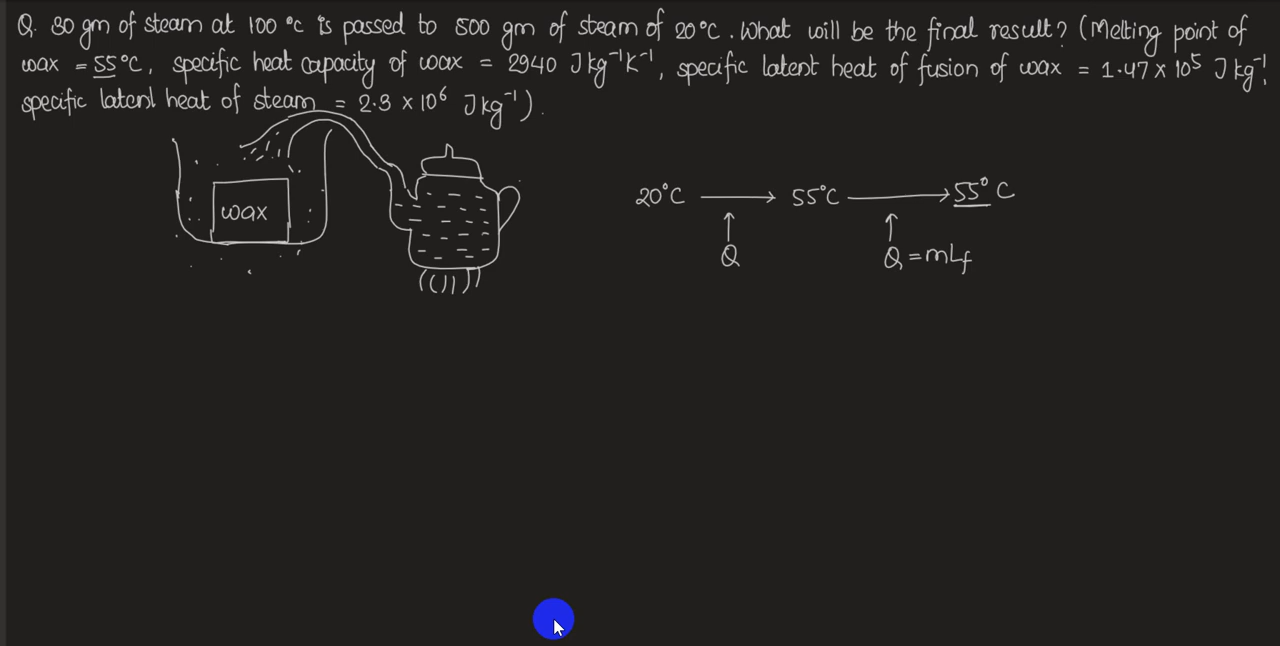 Q. 80 gm of steam at 100 °C is passed to 500 gm of steam of 20°C. What will be the final result? (Melting point of
wax = 55°C, specific heat capacity of wax = 2940 J kg⁻¹K⁻¹, specific latent heat of fusion of wax = 1.47 × 10⁵ J kg⁻¹,
specific latent heat of steam = 2.3 × 10⁶ J kg⁻¹).
wax
20°C → 55°C → 55°C
Q Q = mLf